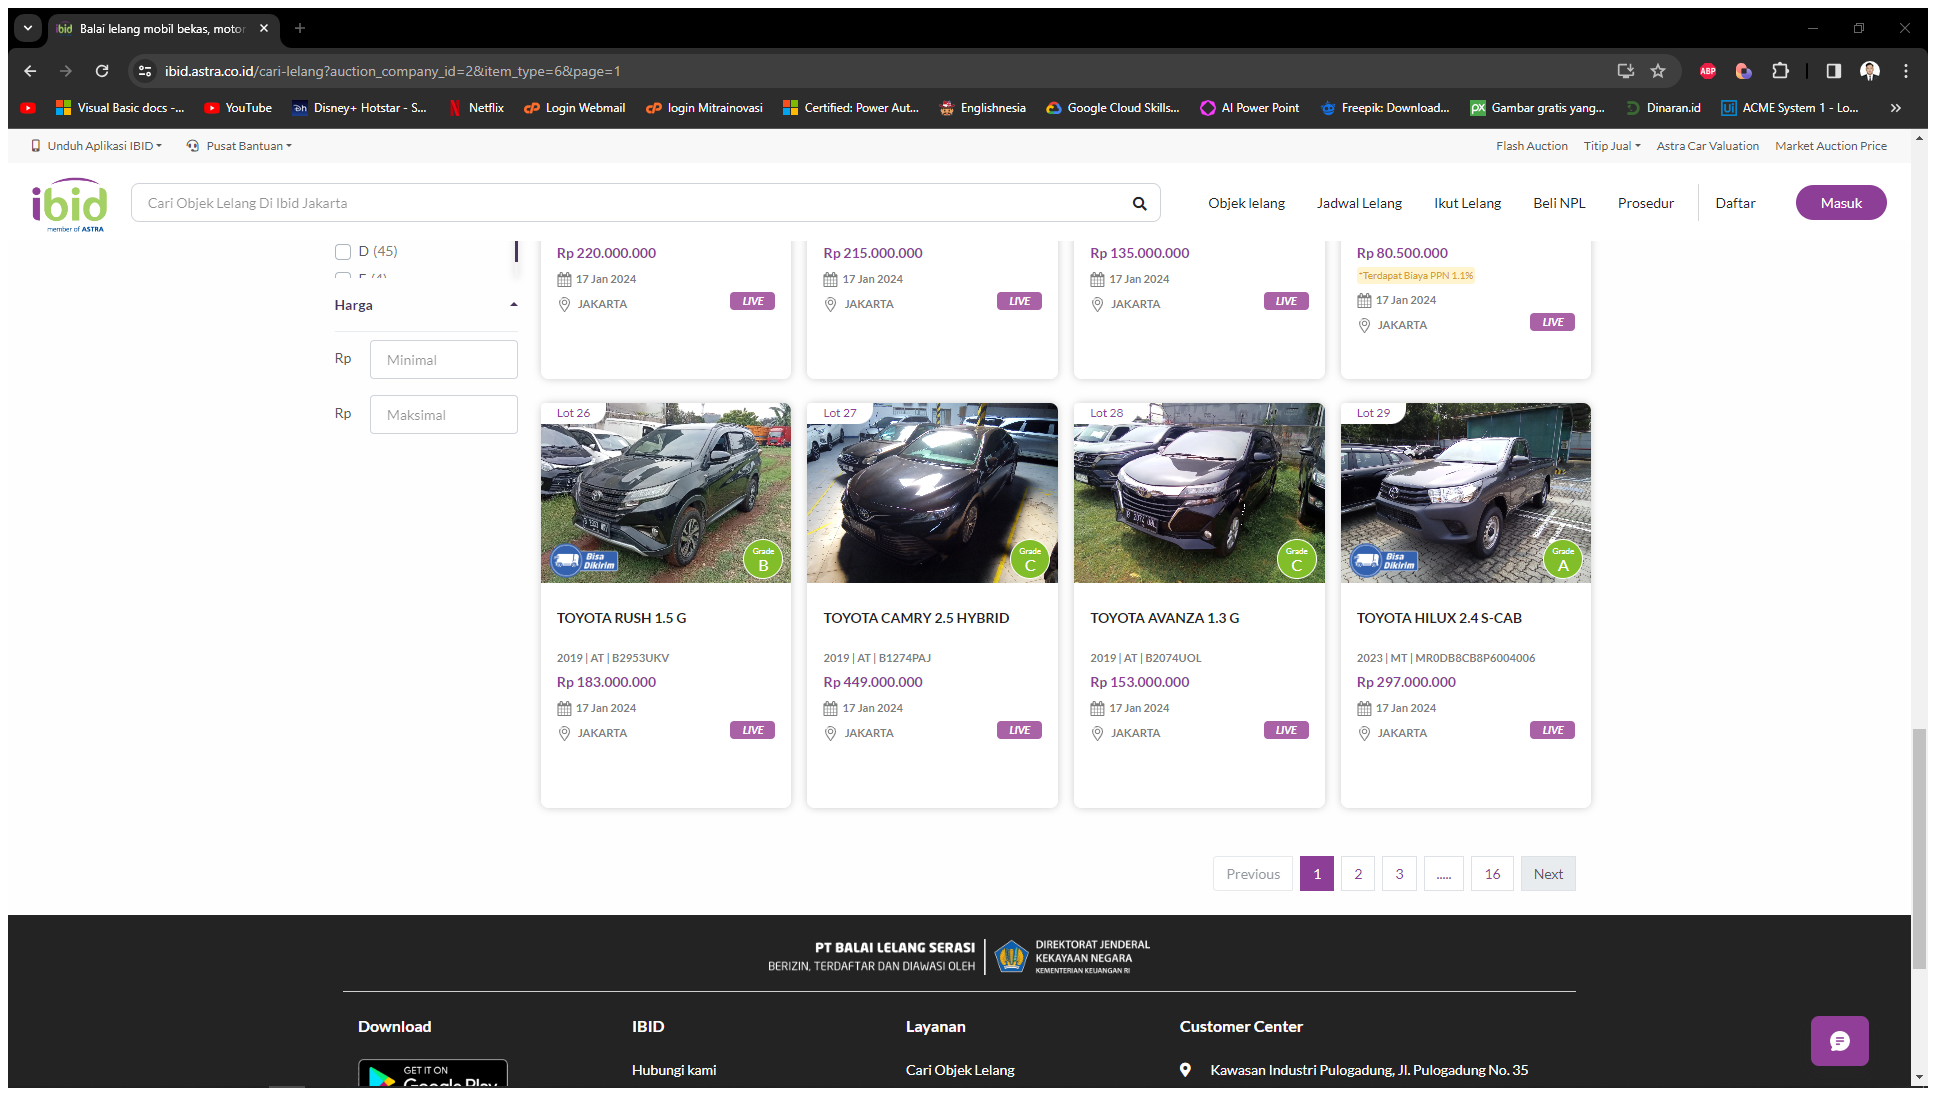 ibid Balai lelang mobil bekas, motor
ibid.astra.co.id/cari-lelang?auction_company_id=2&item_type=6&page=1
ABP
Visual Basic docs -...
YouTube
Disney+ Hotstar - S...
Netflix
Login Webmail
login Mitrainovasi
Certified: Power Aut...
Englishnesia
Google Cloud Skills...
AI Power Point
Freepik: Download...
Gambar gratis yang...
Dinaran.id
ACME System 1 - Lo...
Unduh Aplikasi IBID
Pusat Bantuan
Flash Auction
Titip Jual
Astra Car Valuation
Market Auction Price
ibid
member of ASTRA
Cari Objek Lelang Di Ibid Jakarta
Objek lelang
Jadwal Lelang
Ikut Lelang
Beli NPL
Prosedur
Daftar
Masuk
D (45)
Harga
Rp Minimal
Rp Maksimal
Rp 220.000.000
17 Jan 2024
JAKARTA
LIVE
Rp 215.000.000
17 Jan 2024
JAKARTA
LIVE
Rp 135.000.000
17 Jan 2024
JAKARTA
LIVE
Rp 80.500.000
*Terdapat Biaya PPN 1.1%
17 Jan 2024
JAKARTA
LIVE
Lot 26
Bisa
Dikirim
Grade
B
TOYOTA RUSH 1.5 G
2019 | AT | B2953UKV
Rp 183.000.000
17 Jan 2024
JAKARTA
LIVE
Lot 27
Grade
C
TOYOTA CAMRY 2.5 HYBRID
2019 | AT | B1274PAJ
Rp 449.000.000
17 Jan 2024
JAKARTA
LIVE
Lot 28
Grade
C
TOYOTA AVANZA 1.3 G
2019 | AT | B2074UOL
Rp 153.000.000
17 Jan 2024
JAKARTA
LIVE
Lot 29
Bisa
Dikirim
Grade
A
TOYOTA HILUX 2.4 S-CAB
2023 | MT | MR0DB8CB8P6004006
Rp 297.000.000
17 Jan 2024
JAKARTA
LIVE
Previous 1 2 3 ..... 16 Next
PT BALAI LELANG SERASI
BERIZIN, TERDAFTAR DAN DIAWASI OLEH
DIREKTORAT JENDERAL
KEKAYAAN NEGARA
KEMENTERIAN KEUANGAN RI
Download
GET IT ON
Google Play
IBID
Hubungi kami
Layanan
Cari Objek Lelang
Customer Center
Kawasan Industri Pulogadung, Jl. Pulogadung No. 35